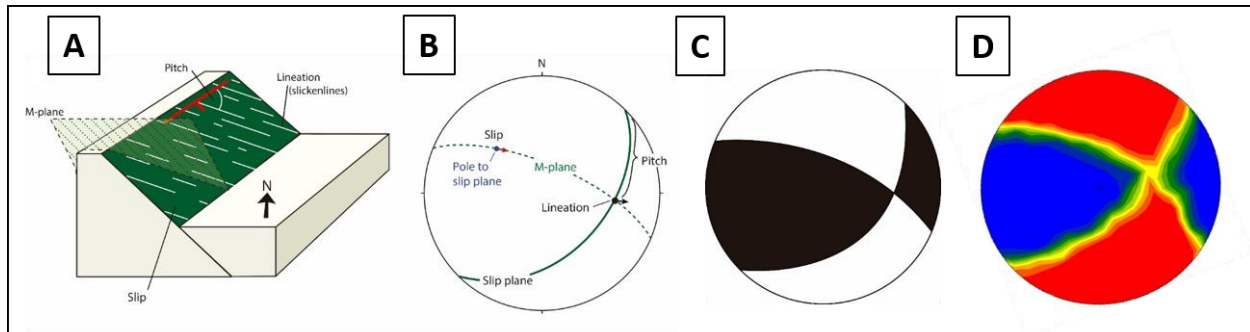 A
Pitch
Lineation
(slickenlines)
M-plane
N
Slip
B
N
Slip
Pole to
slip plane
M-plane
Pitch
Lineation
Slip plane
C
D